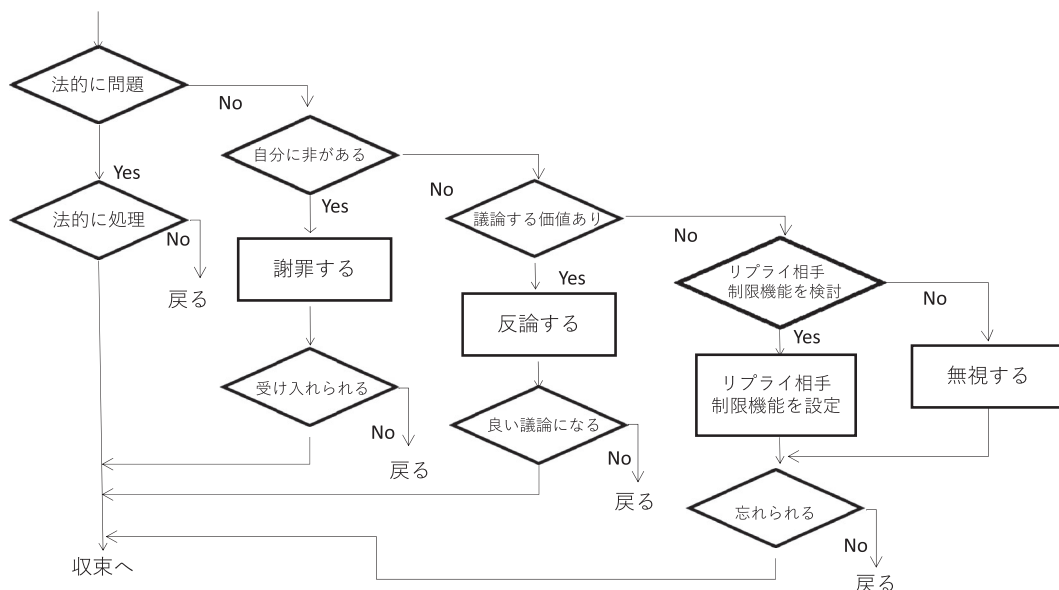 法的に問題
No
Yes
自分に非がある
No
Yes
法的に処理
No
戻る
議論する価値あり
No
Yes
謝罪する
リプライ相手
制限機能を検討
No
Yes
反論する
無視する
受け入れられる
No
戻る
リプライ相手
制限機能を設定
良い議論になる
No
戻る
忘れられる
No
戻る
収束へ